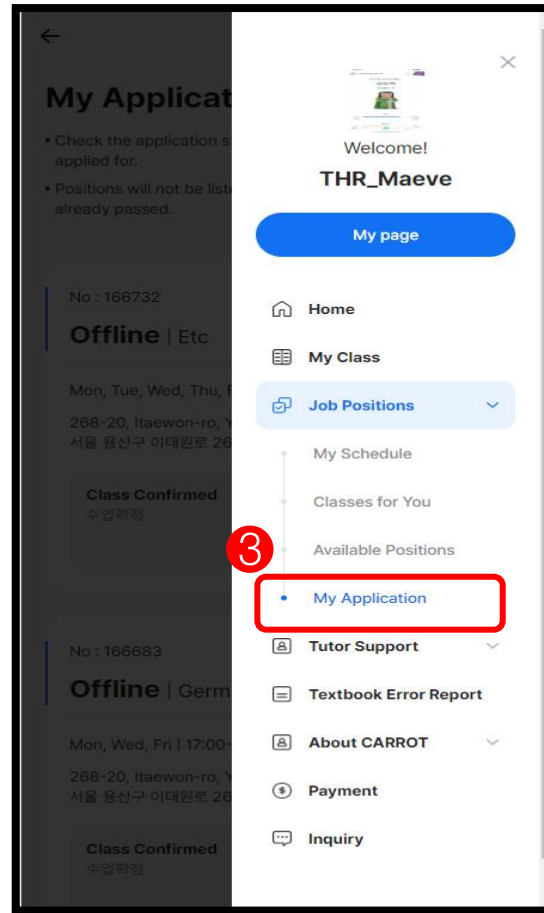 My Applicat
• Check the application s
applied for.
• Positions will not be list
already passed.
No : 166732
Offline | Etc
Mon, Tue, Wed, Thu, F
268-20, Itaewon-ro, Y
서울 용산구 이태원로 26
Class Confirmed
수업확정
No : 166683
Offline | Germ
Mon, Wed, Fri | 17:00-
268-20, Itaewon-ro, Y
서울 용산구 이태원로 26
Class Confirmed
수업확정
Welcome!
THR_Maeve
My page
Home
My Class
Job Positions
My Schedule
Classes for You
Available Positions
3
My Application
Tutor Support
Textbook Error Report
About CARROT
Payment
Inquiry